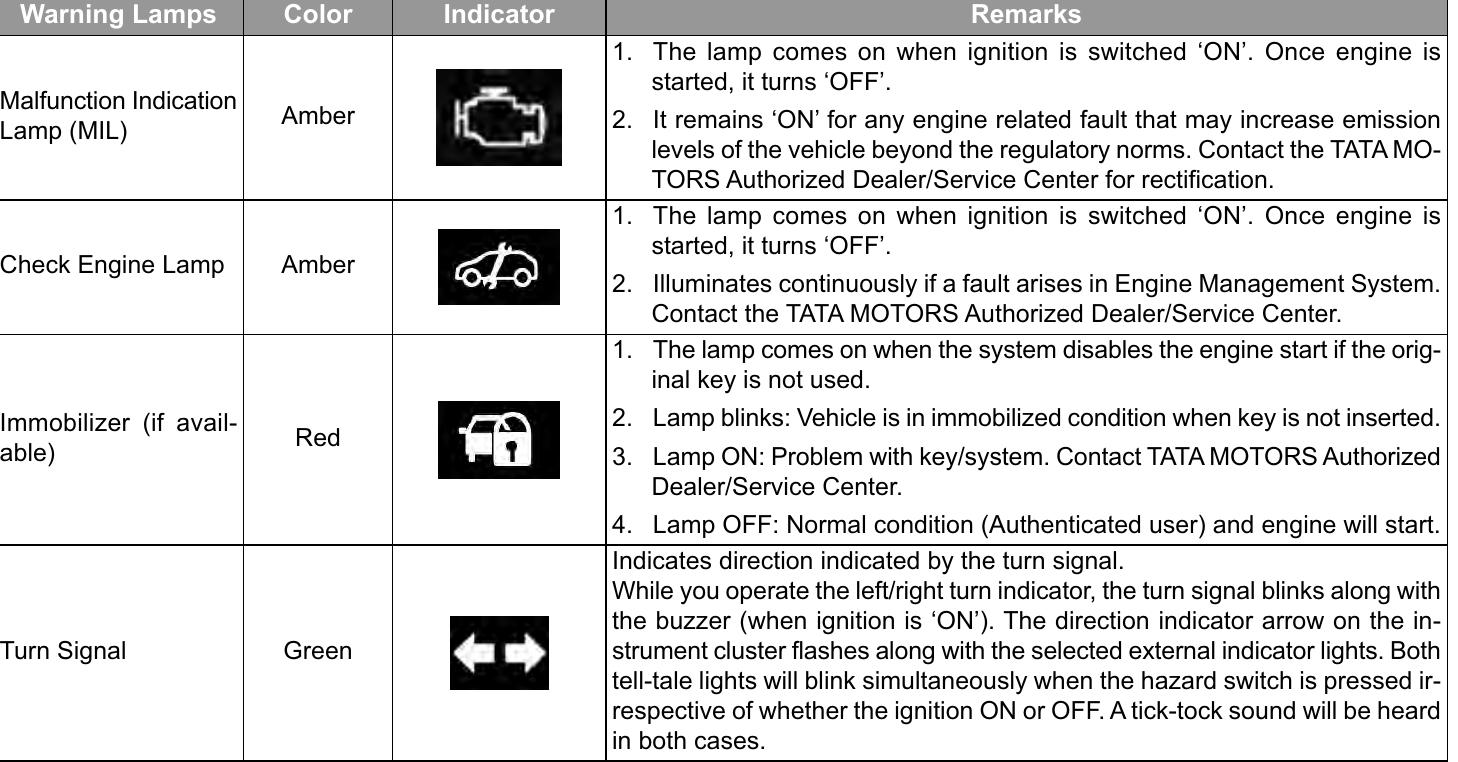 Warning Lamps Color Indicator Remarks
Malfunction Indication
Lamp (MIL)
Amber
1. The lamp comes on when ignition is switched ‘ON’. Once engine is
started, it turns ‘OFF’.
2. It remains ‘ON’ for any engine related fault that may increase emission
levels of the vehicle beyond the regulatory norms. Contact the TATA MO-
TORS Authorized Dealer/Service Center for rectification.
Check Engine Lamp
Amber
1. The lamp comes on when ignition is switched ‘ON’. Once engine is
started, it turns ‘OFF’.
2. Illuminates continuously if a fault arises in Engine Management System.
Contact the TATA MOTORS Authorized Dealer/Service Center.
Immobilizer (if avail-
able)
Red
1. The lamp comes on when the system disables the engine start if the orig-
inal key is not used.
2. Lamp blinks: Vehicle is in immobilized condition when key is not inserted.
3. Lamp ON: Problem with key/system. Contact TATA MOTORS Authorized
Dealer/Service Center.
4. Lamp OFF: Normal condition (Authenticated user) and engine will start.
Turn Signal
Green
Indicates direction indicated by the turn signal.
While you operate the left/right turn indicator, the turn signal blinks along with
the buzzer (when ignition is ‘ON’). The direction indicator arrow on the in-
strument cluster flashes along with the selected external indicator lights. Both
tell-tale lights will blink simultaneously when the hazard switch is pressed ir-
respective of whether the ignition ON or OFF. A tick-tock sound will be heard
in both cases.